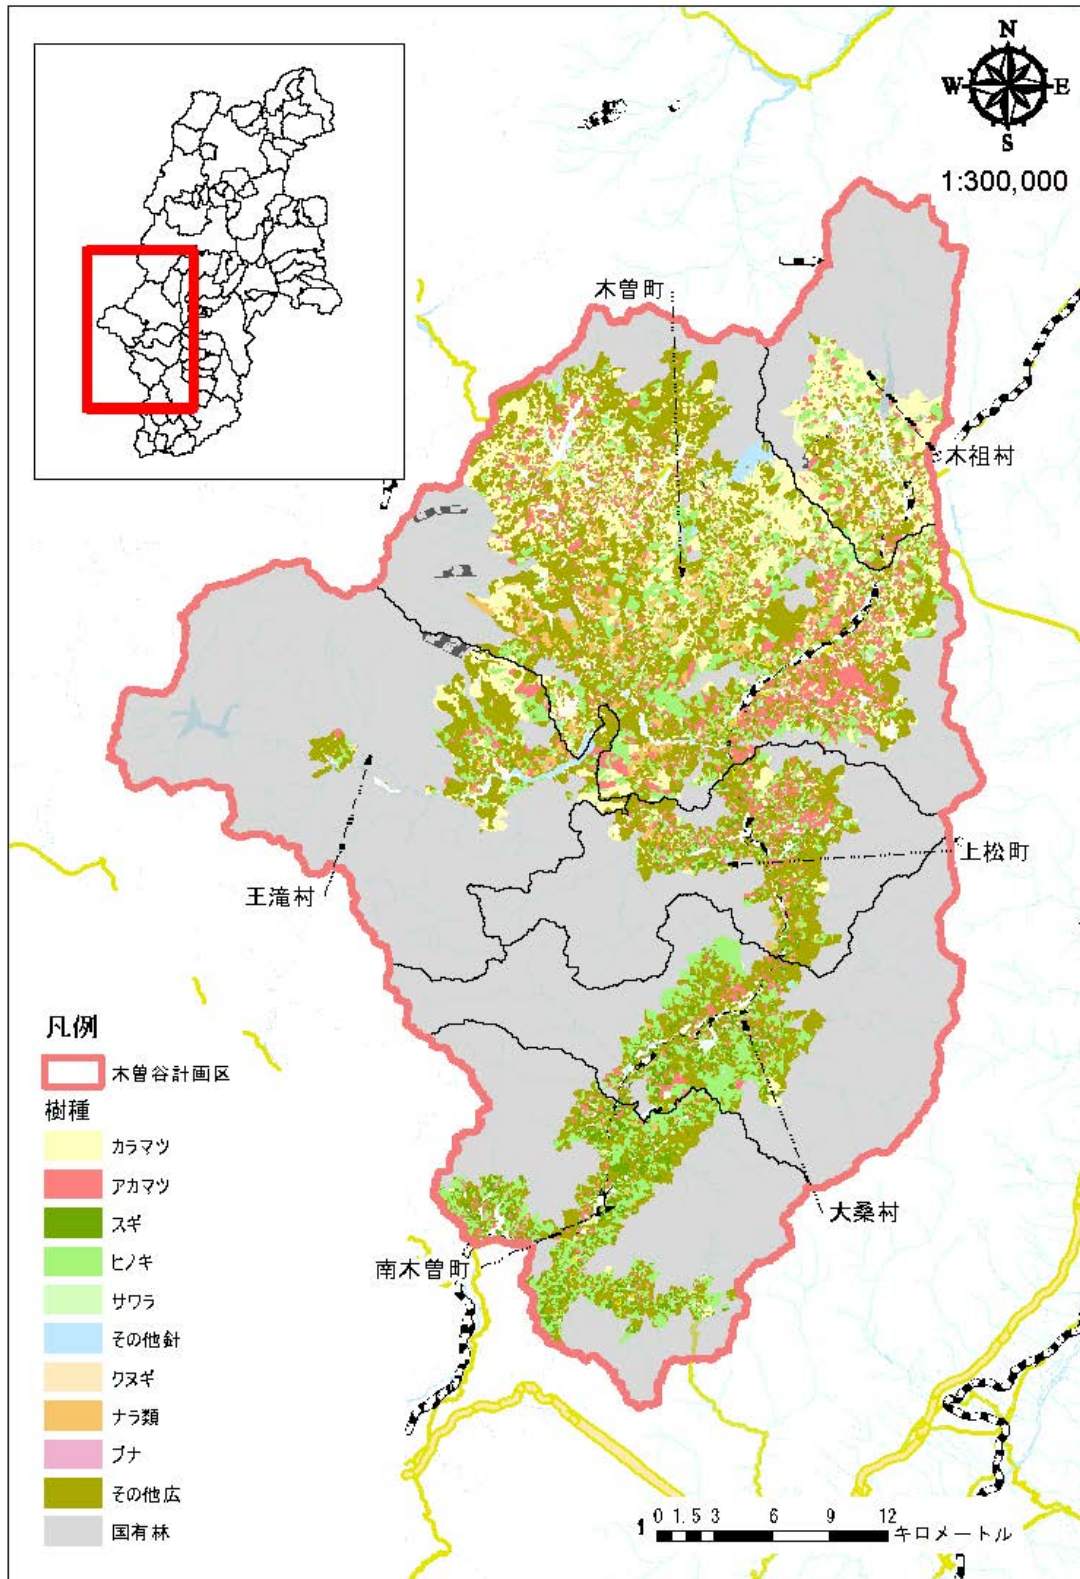 N
W
E
S
1:300,000
木曽町
木祖村
上松町
王滝村
大桑村
南木曽町
凡例
木曽谷計画区
樹種
カラマツ
アカマツ
スギ
ヒノキ
サワラ
その他針
クヌギ
ナラ類
ブナ
その他広
国有林
0 1.5 3 6 9 12
キロメートル